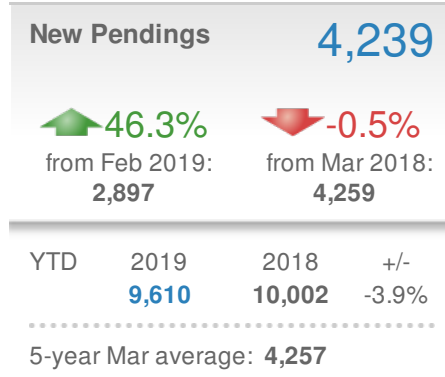 New Pendings 4,239
46.3% -0.5%
from Feb 2019: from Mar 2018:
2,897 4,259
YTD 2019 2018 +/-
9,610 10,002 -3.9%
5-year Mar average: 4,257